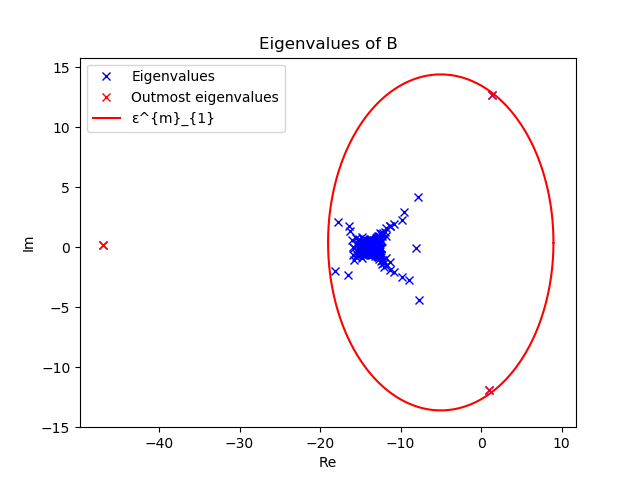 Eigenvalues of B
Eigenvalues
Outmost eigenvalues
ε^{m}_{1}
15
10
5
0
−5
−10
−15
Im
−40
−30
−20
−10
0
10
Re